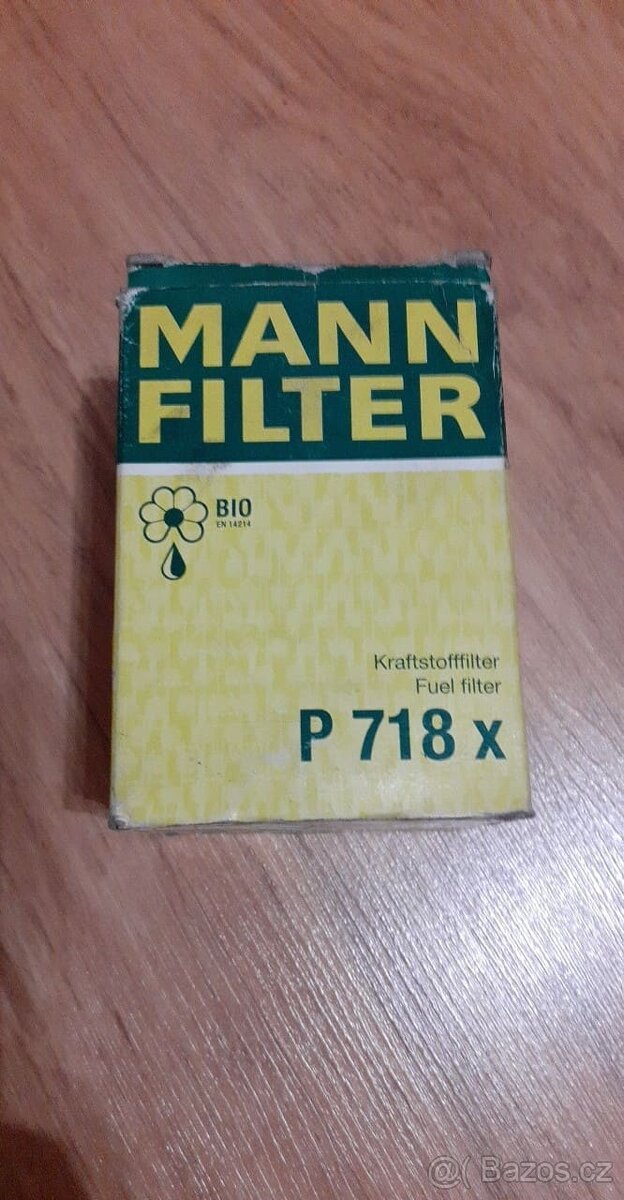 MANN
FILTER
BIO
EN 14214
Kraftstofffilter
Fuel filter
P 718 x
@( Bazos.cz